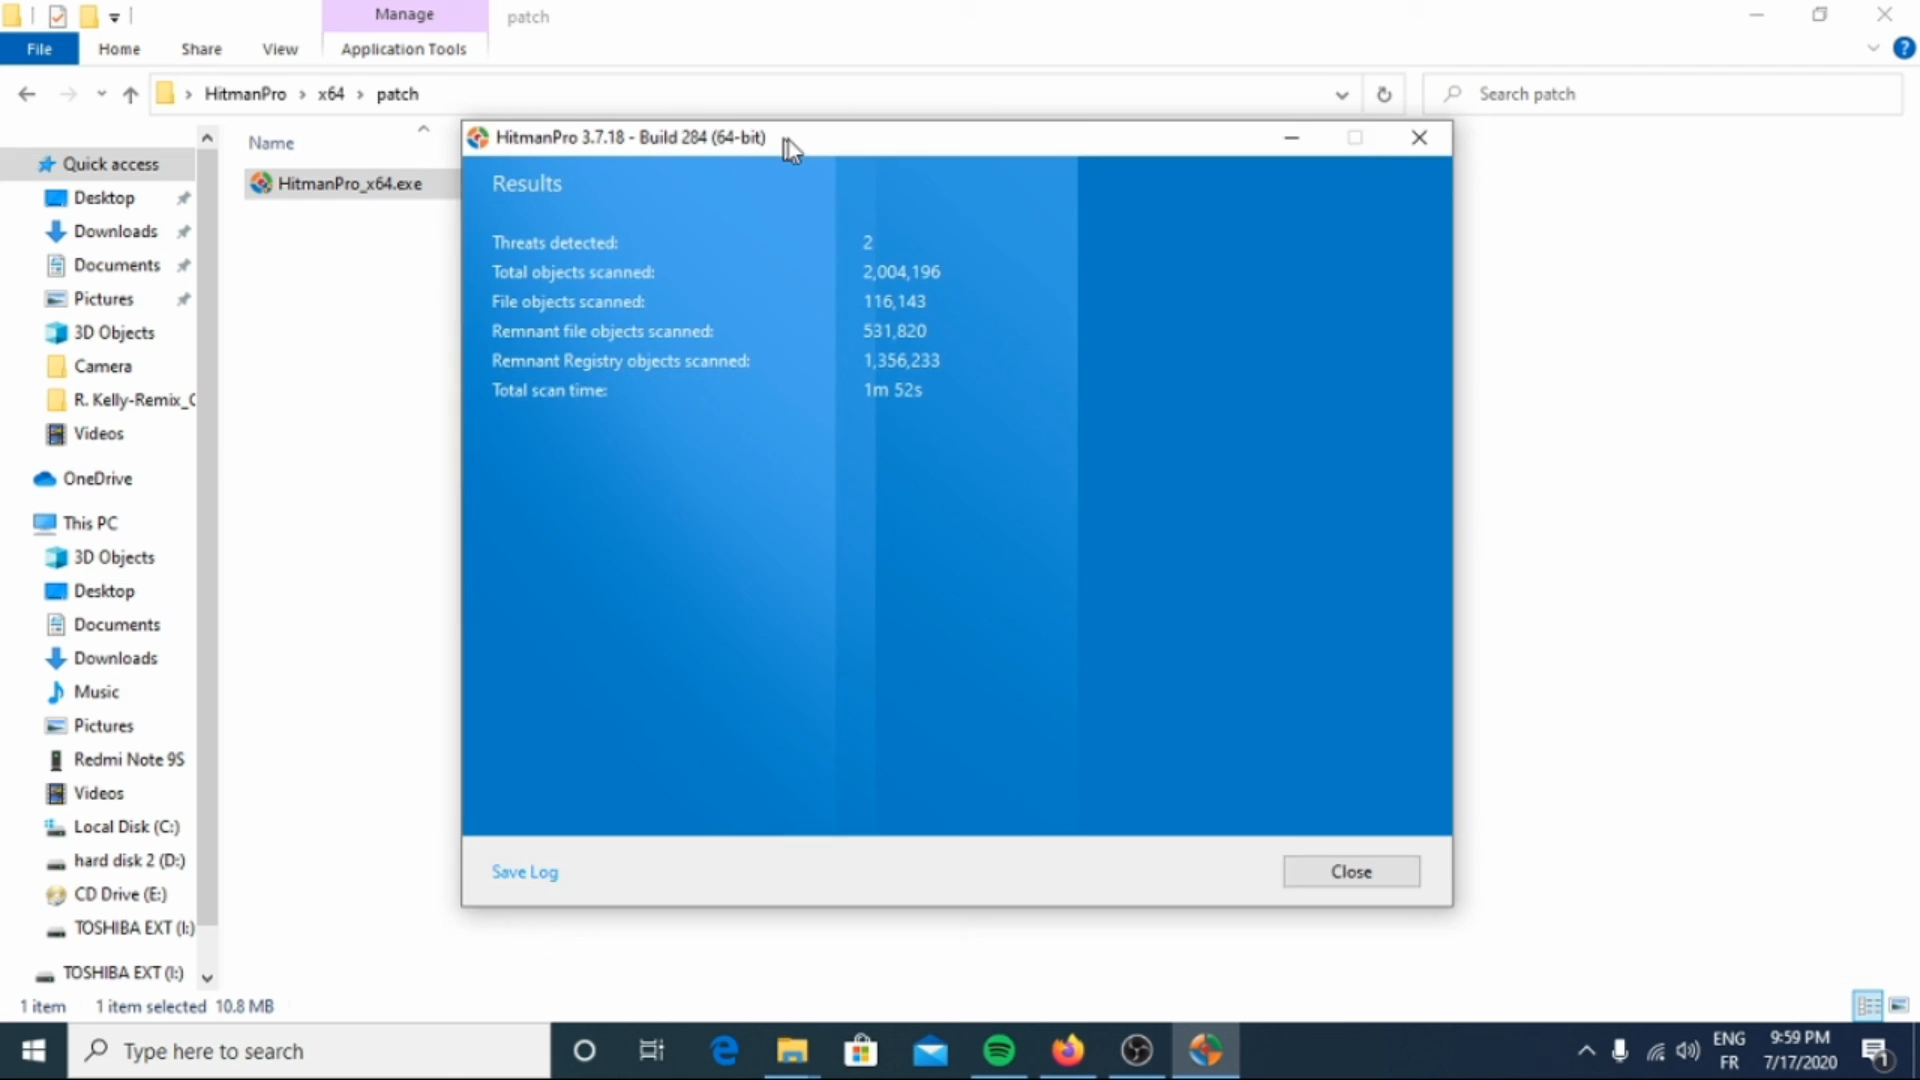 Manage
patch
File
Home
Share
View
Application Tools
HitmanPro
x64
patch
Search patch
Name
Quick access
HitmanPro_x64.exe
Desktop
Downloads
Documents
Pictures
3D Objects
Camera
R. Kelly-Remix_C
Videos
OneDrive
This PC
3D Objects
Desktop
Documents
Downloads
Music
Pictures
Redmi Note 9S
Videos
Local Disk (C:)
hard disk 2 (D:)
CD Drive (E:)
TOSHIBA EXT (I:)
TOSHIBA EXT (I:)
HitmanPro 3.7.18 - Build 284 (64-bit)
Results
Threats detected: 2
Total objects scanned: 2,004,196
File objects scanned: 116,143
Remnant file objects scanned: 531,820
Remnant Registry objects scanned: 1,356,233
Total scan time: 1m 52s
Save Log
Close
1 item 1 item selected 10.8 MB
Type here to search
ENG
FR
9:59 PM
7/17/2020
1